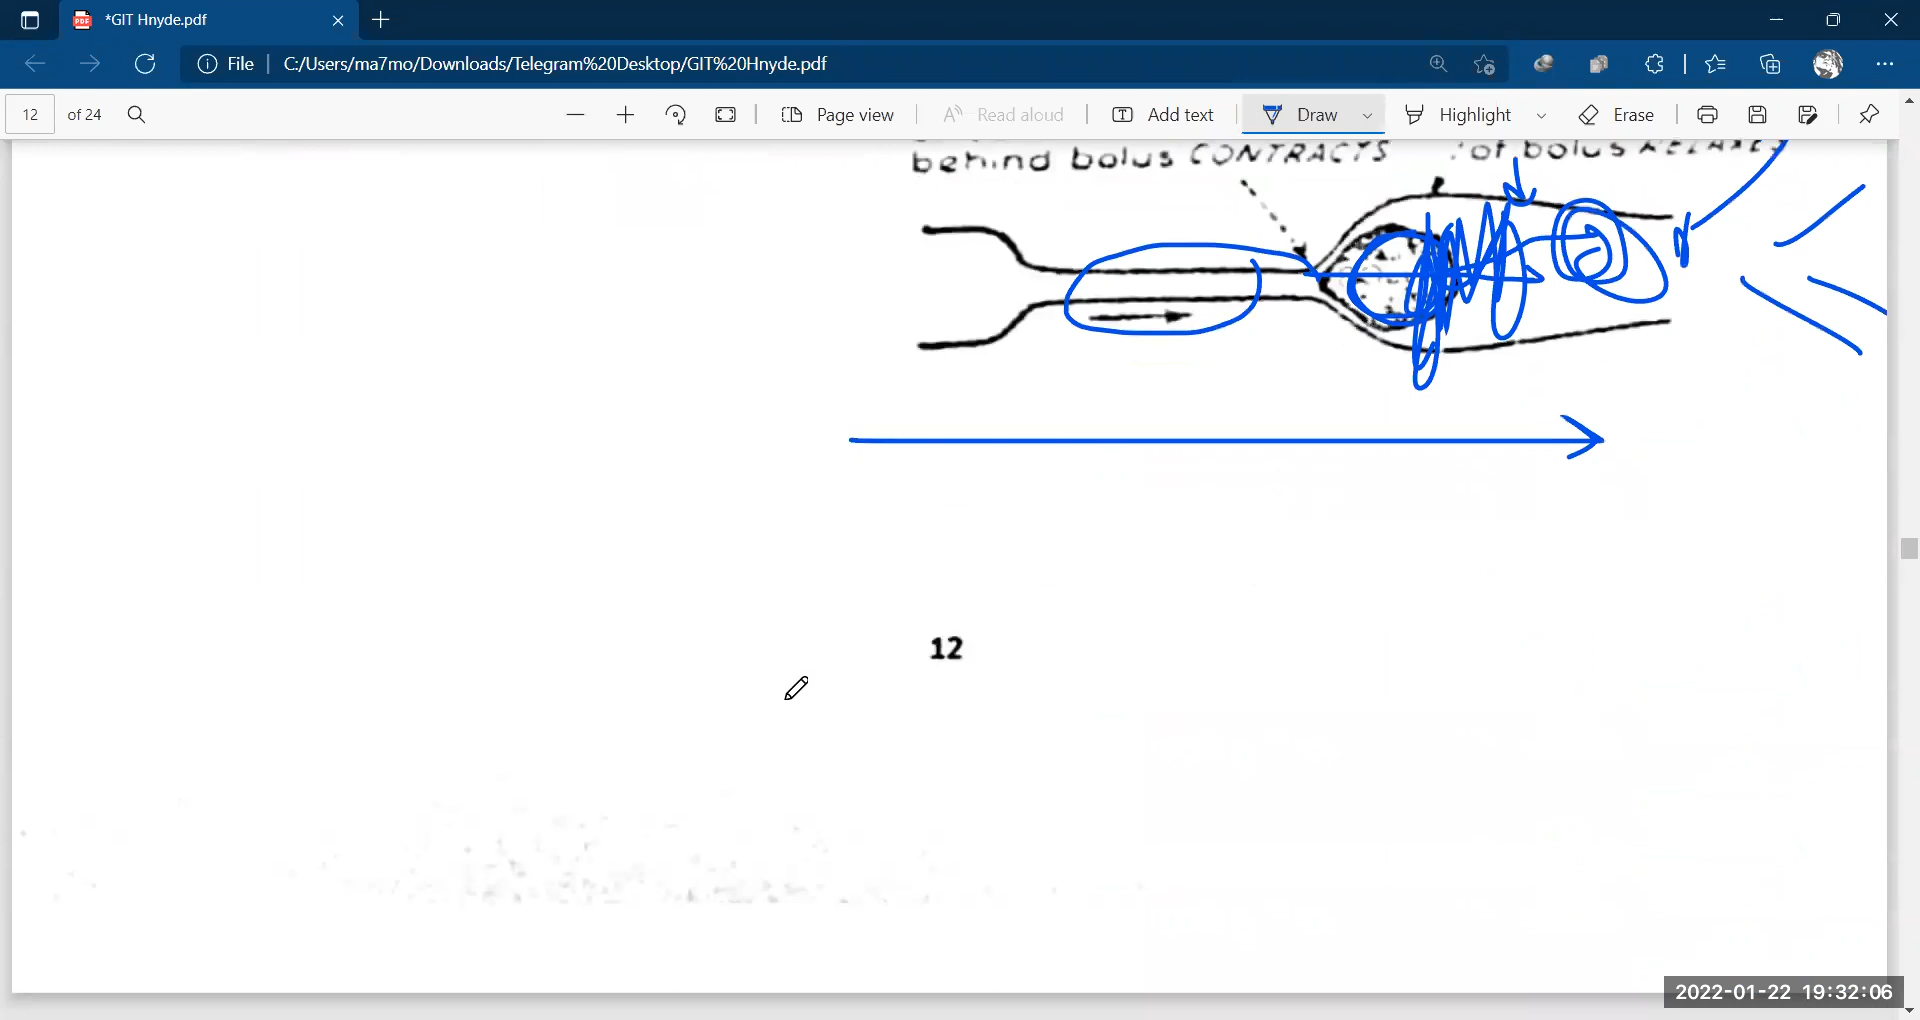 *GIT Hnyde.pdf
File C:/Users/ma7mo/Downloads/Telegram%20Desktop/GIT%20Hnyde.pdf
12 of 24 Page view Read aloud Add text Draw Highlight Erase
behind bolus CONTRACTS of bolus RELAXES
12
2022-01-22 19:32:06